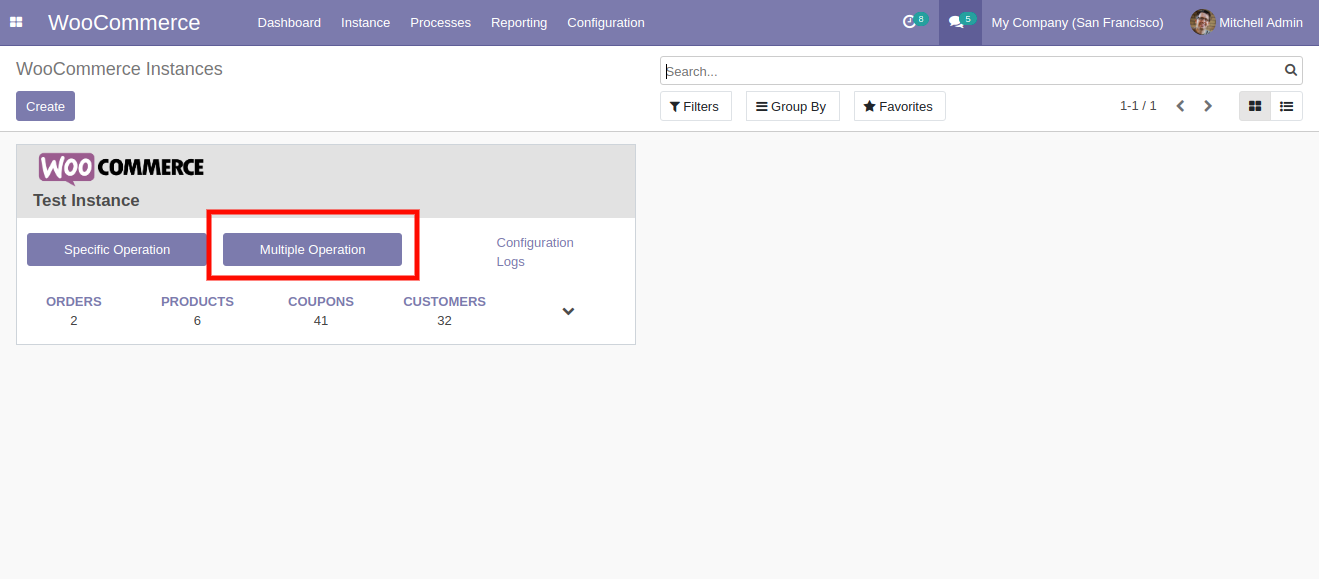 WooCommerce Dashboard Instance Processes Reporting Configuration 8 5 My Company (San Francisco) Mitchell Admin
WooCommerce Instances
Search...
Create
Filters Group By Favorites 1-1 / 1
WOO COMMERCE
Test Instance
Specific Operation Multiple Operation Configuration
Logs
ORDERS PRODUCTS COUPONS CUSTOMERS
2 6 41 32